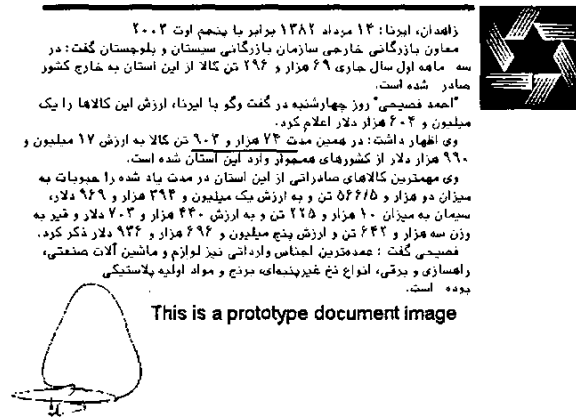 زاهدان، ایرنا: ۱۴ مرداد ۱۳۸۲ برابر با پنجم اوت ۲۰۰۳
معاون بازرگانی خارجی سازمان بازرگانی سیستان و بلوچستان گفت: در
سه ماهه اول سال جاری ۶۹ هزار و ۲۹۶ تن کالا از این استان به خارج کشور
صادر شده است.
"احمد فصیحی" روز چهارشنبه در گفت وگو با ایرنا، ارزش این کالاها را یک
میلیون و ۶۰۴ هزار دلار اعلام کرد.
وی اظهار داشت: در همین مدت ۷۴ هزار و ۹۰۳ تن کالا به ارزش ۱۷ میلیون و
۹۹۰ هزار دلار از کشورهای همجوار وارد این استان شده است.
وی مهمترین کالاهای صادراتی از این استان در مدت یاد شده را حبوبات به
میزان دو هزار و ۵۶۶/۵ تن و به ارزش یک میلیون و ۳۹۴ هزار و ۹۶۹ دلار،
سیمان به میزان ۱۰ هزار و ۲۲۵ تن و به ارزش ۴۴۰ هزار و ۷۰۳ دلار و قیر به
وزن سه هزار و ۶۴۲ تن و ارزش پنج میلیون و ۶۹۶ هزار و ۹۳۶ دلار ذکر کرد.
فصیحی گفت : عمده‌ترین اجناس وارداتی نیز لوازم و ماشین آلات صنعتی،
راهسازی و برقی، انواع نخ غیرپنبه‌ای، برنج و مواد اولیه پلاستیکی
بوده است.
This is a prototype document image